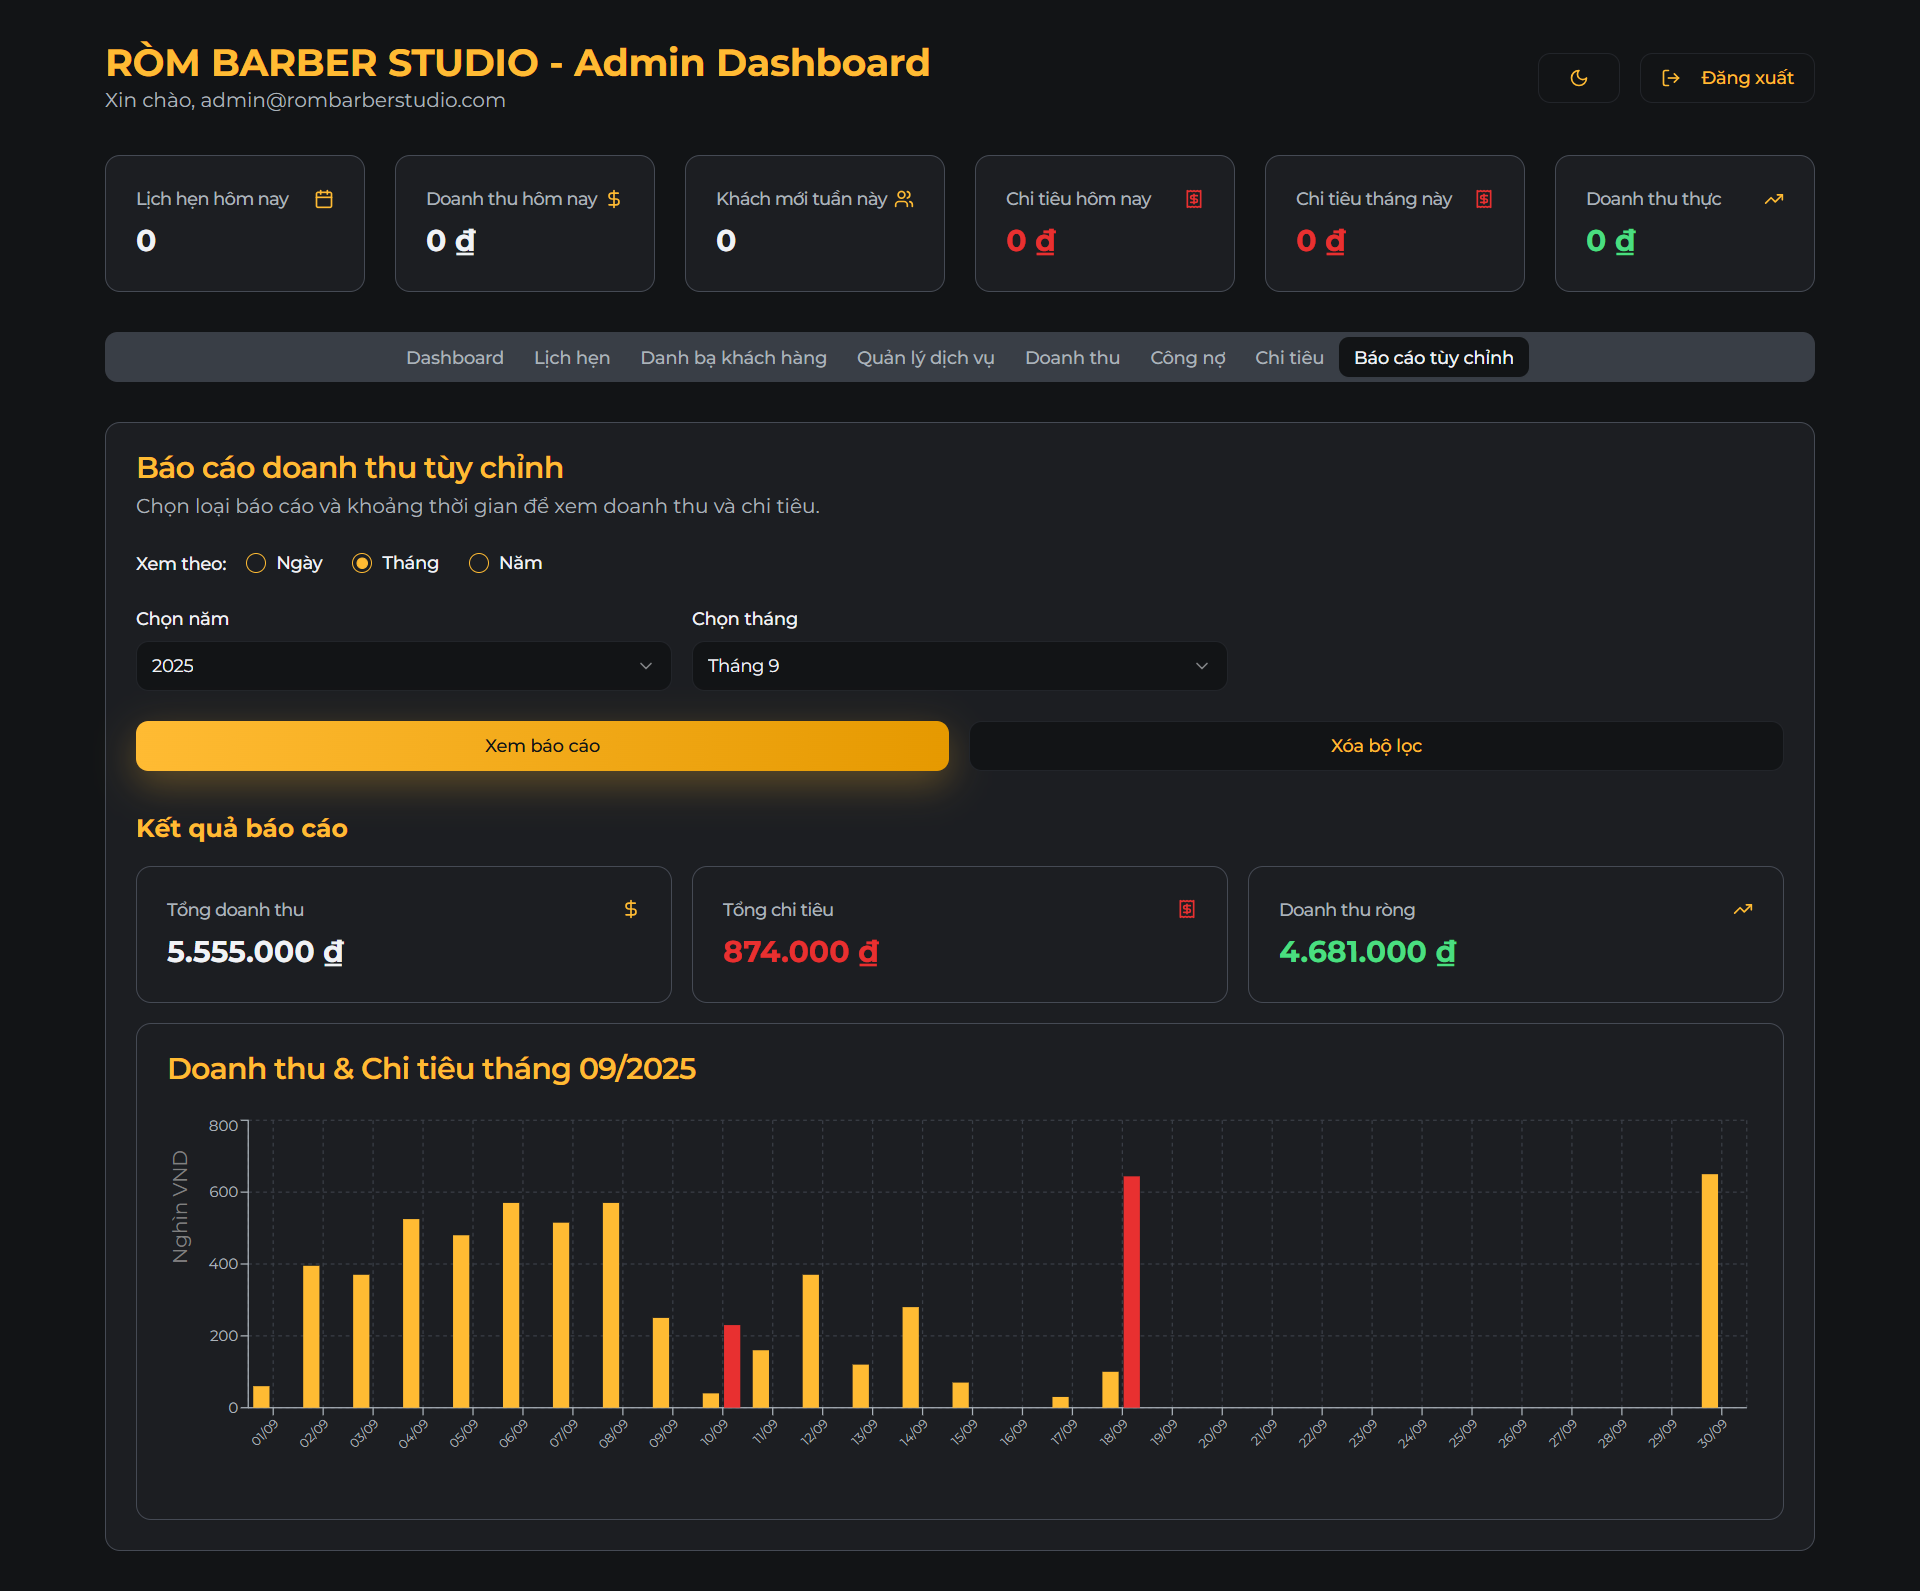 RÒM BARBER STUDIO - Admin Dashboard
Xin chào, admin@rombarberstudio.com
Đăng xuất
Lịch hẹn hôm nay
0
Doanh thu hôm nay
0 ₫
Khách mới tuần này
0
Chi tiêu hôm nay
0 ₫
Chi tiêu tháng này
0 ₫
Doanh thu thực
0 ₫
Dashboard Lịch hẹn Danh bạ khách hàng Quản lý dịch vụ Doanh thu Công nợ Chi tiêu Báo cáo tùy chỉnh
Báo cáo doanh thu tùy chỉnh
Chọn loại báo cáo và khoảng thời gian để xem doanh thu và chi tiêu.
Xem theo: Ngày Tháng Năm
Chọn năm
2025
Chọn tháng
Tháng 9
Xem báo cáo
Xóa bộ lọc
Kết quả báo cáo
Tổng doanh thu
5.555.000 ₫
Tổng chi tiêu
874.000 ₫
Doanh thu ròng
4.681.000 ₫
Doanh thu & Chi tiêu tháng 09/2025
Nghìn VND
800
600
400
200
0
01/09 02/09 03/09 04/09 05/09 06/09 07/09 08/09 09/09 10/09 11/09 12/09 13/09 14/09 15/09 16/09 17/09 18/09 19/09 20/09 21/09 22/09 23/09 24/09 25/09 26/09 27/09 28/09 29/09 30/09